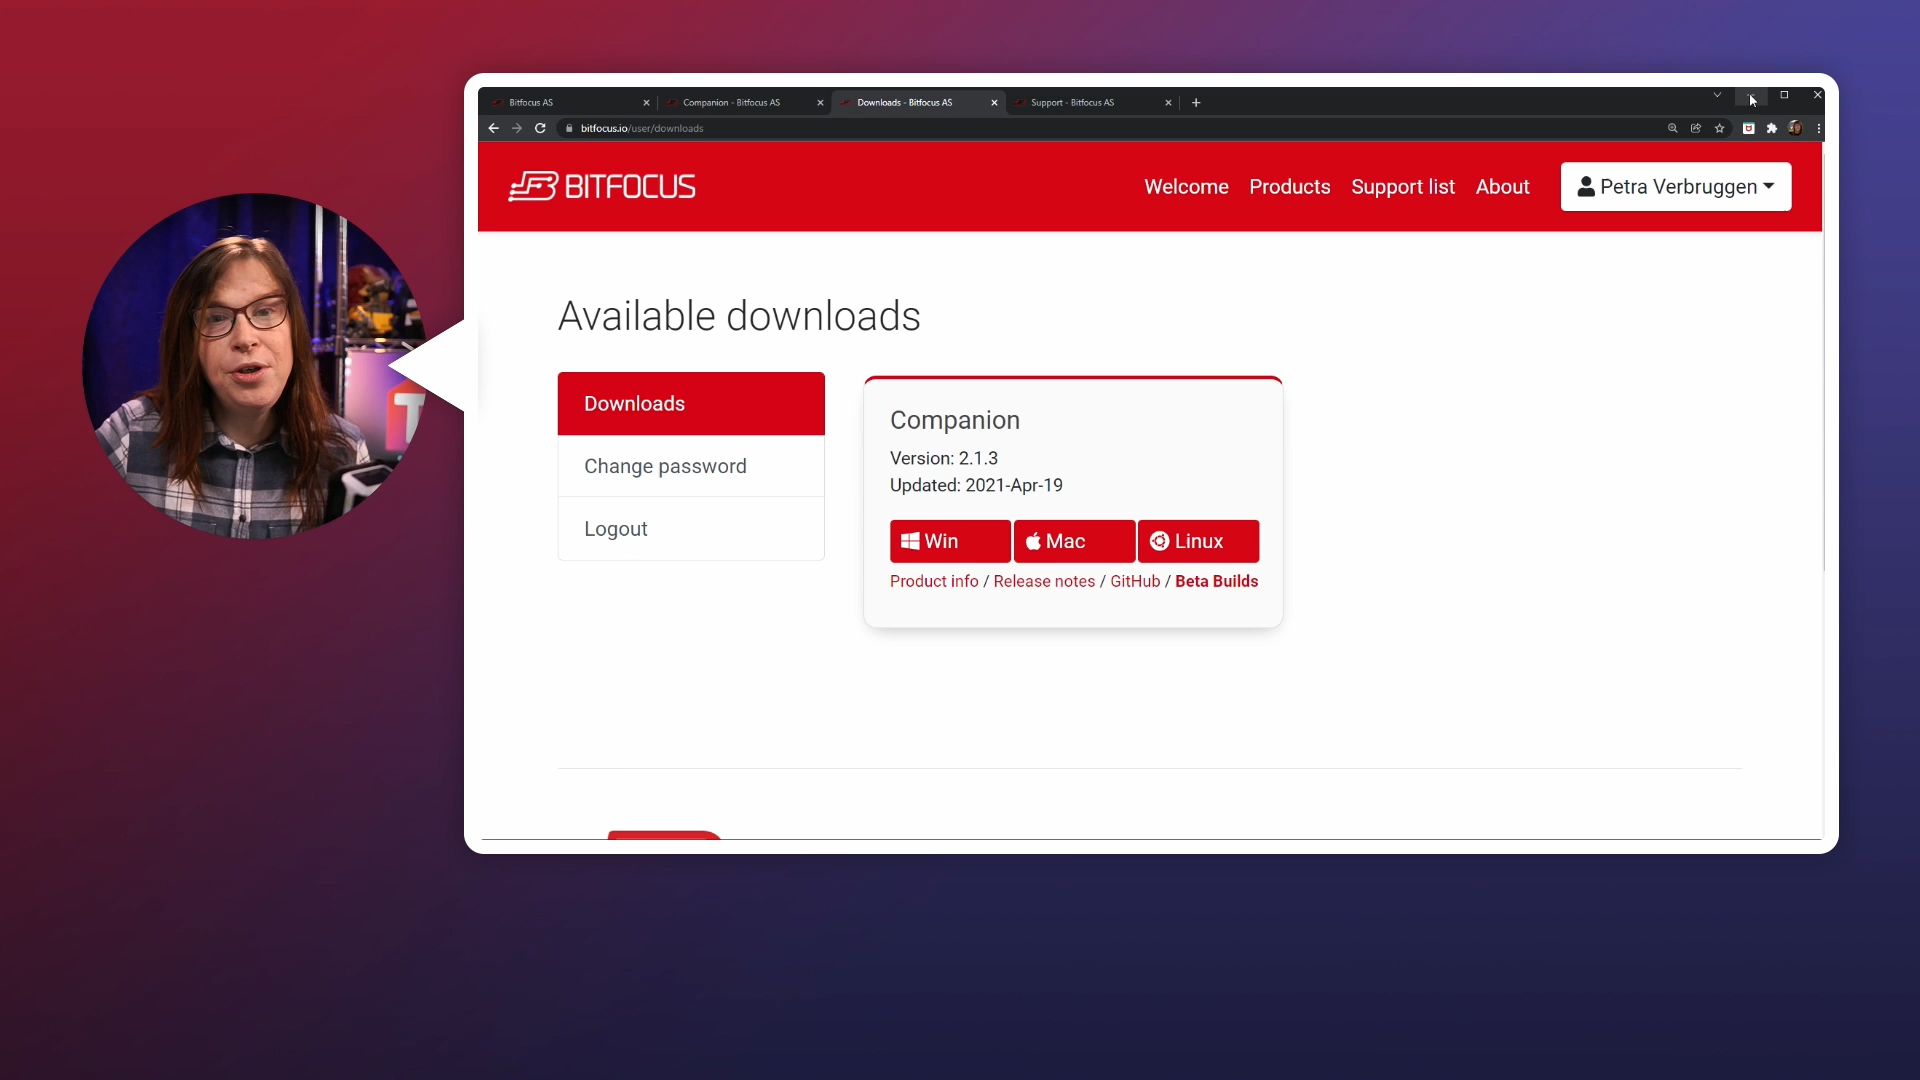 Bitfocus AS
Companion - Bitfocus AS
Downloads - Bitfocus AS
Support - Bitfocus AS
bitfocus.io/user/downloads
BITFOCUS
Welcome
Products
Support list
About
Petra Verbruggen
Available downloads
Downloads
Change password
Logout
Companion
Version: 2.1.3
Updated: 2021-Apr-19
Win
Mac
Linux
Product info / Release notes / GitHub / Beta Builds
T